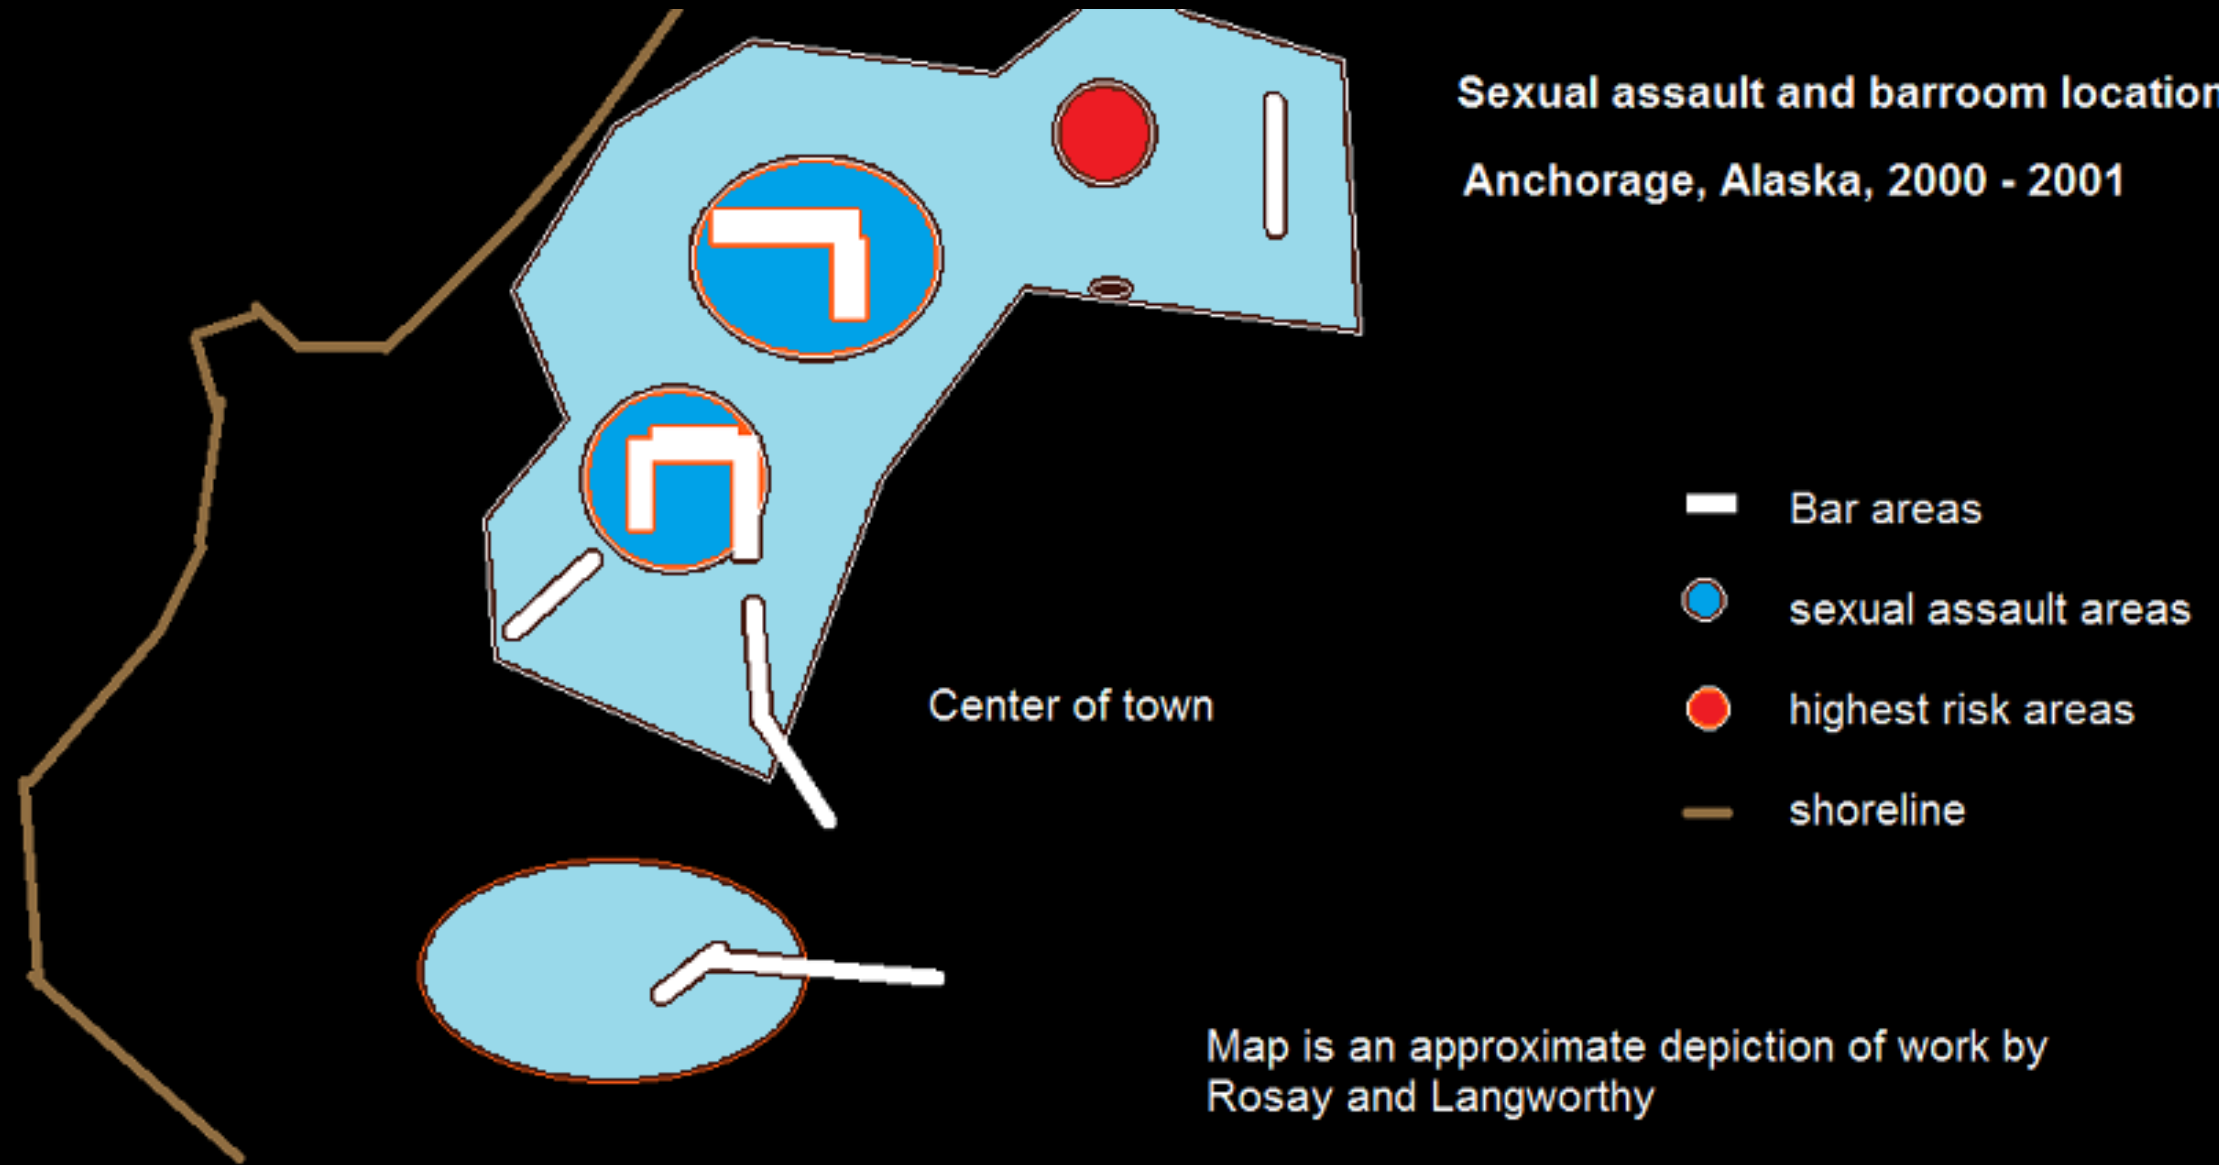 Sexual assault and barroom location
Anchorage, Alaska, 2000 - 2001
Bar areas
sexual assault areas
highest risk areas
Center of town
shoreline
Map is an approximate depiction of work by
Rosay and Langworthy